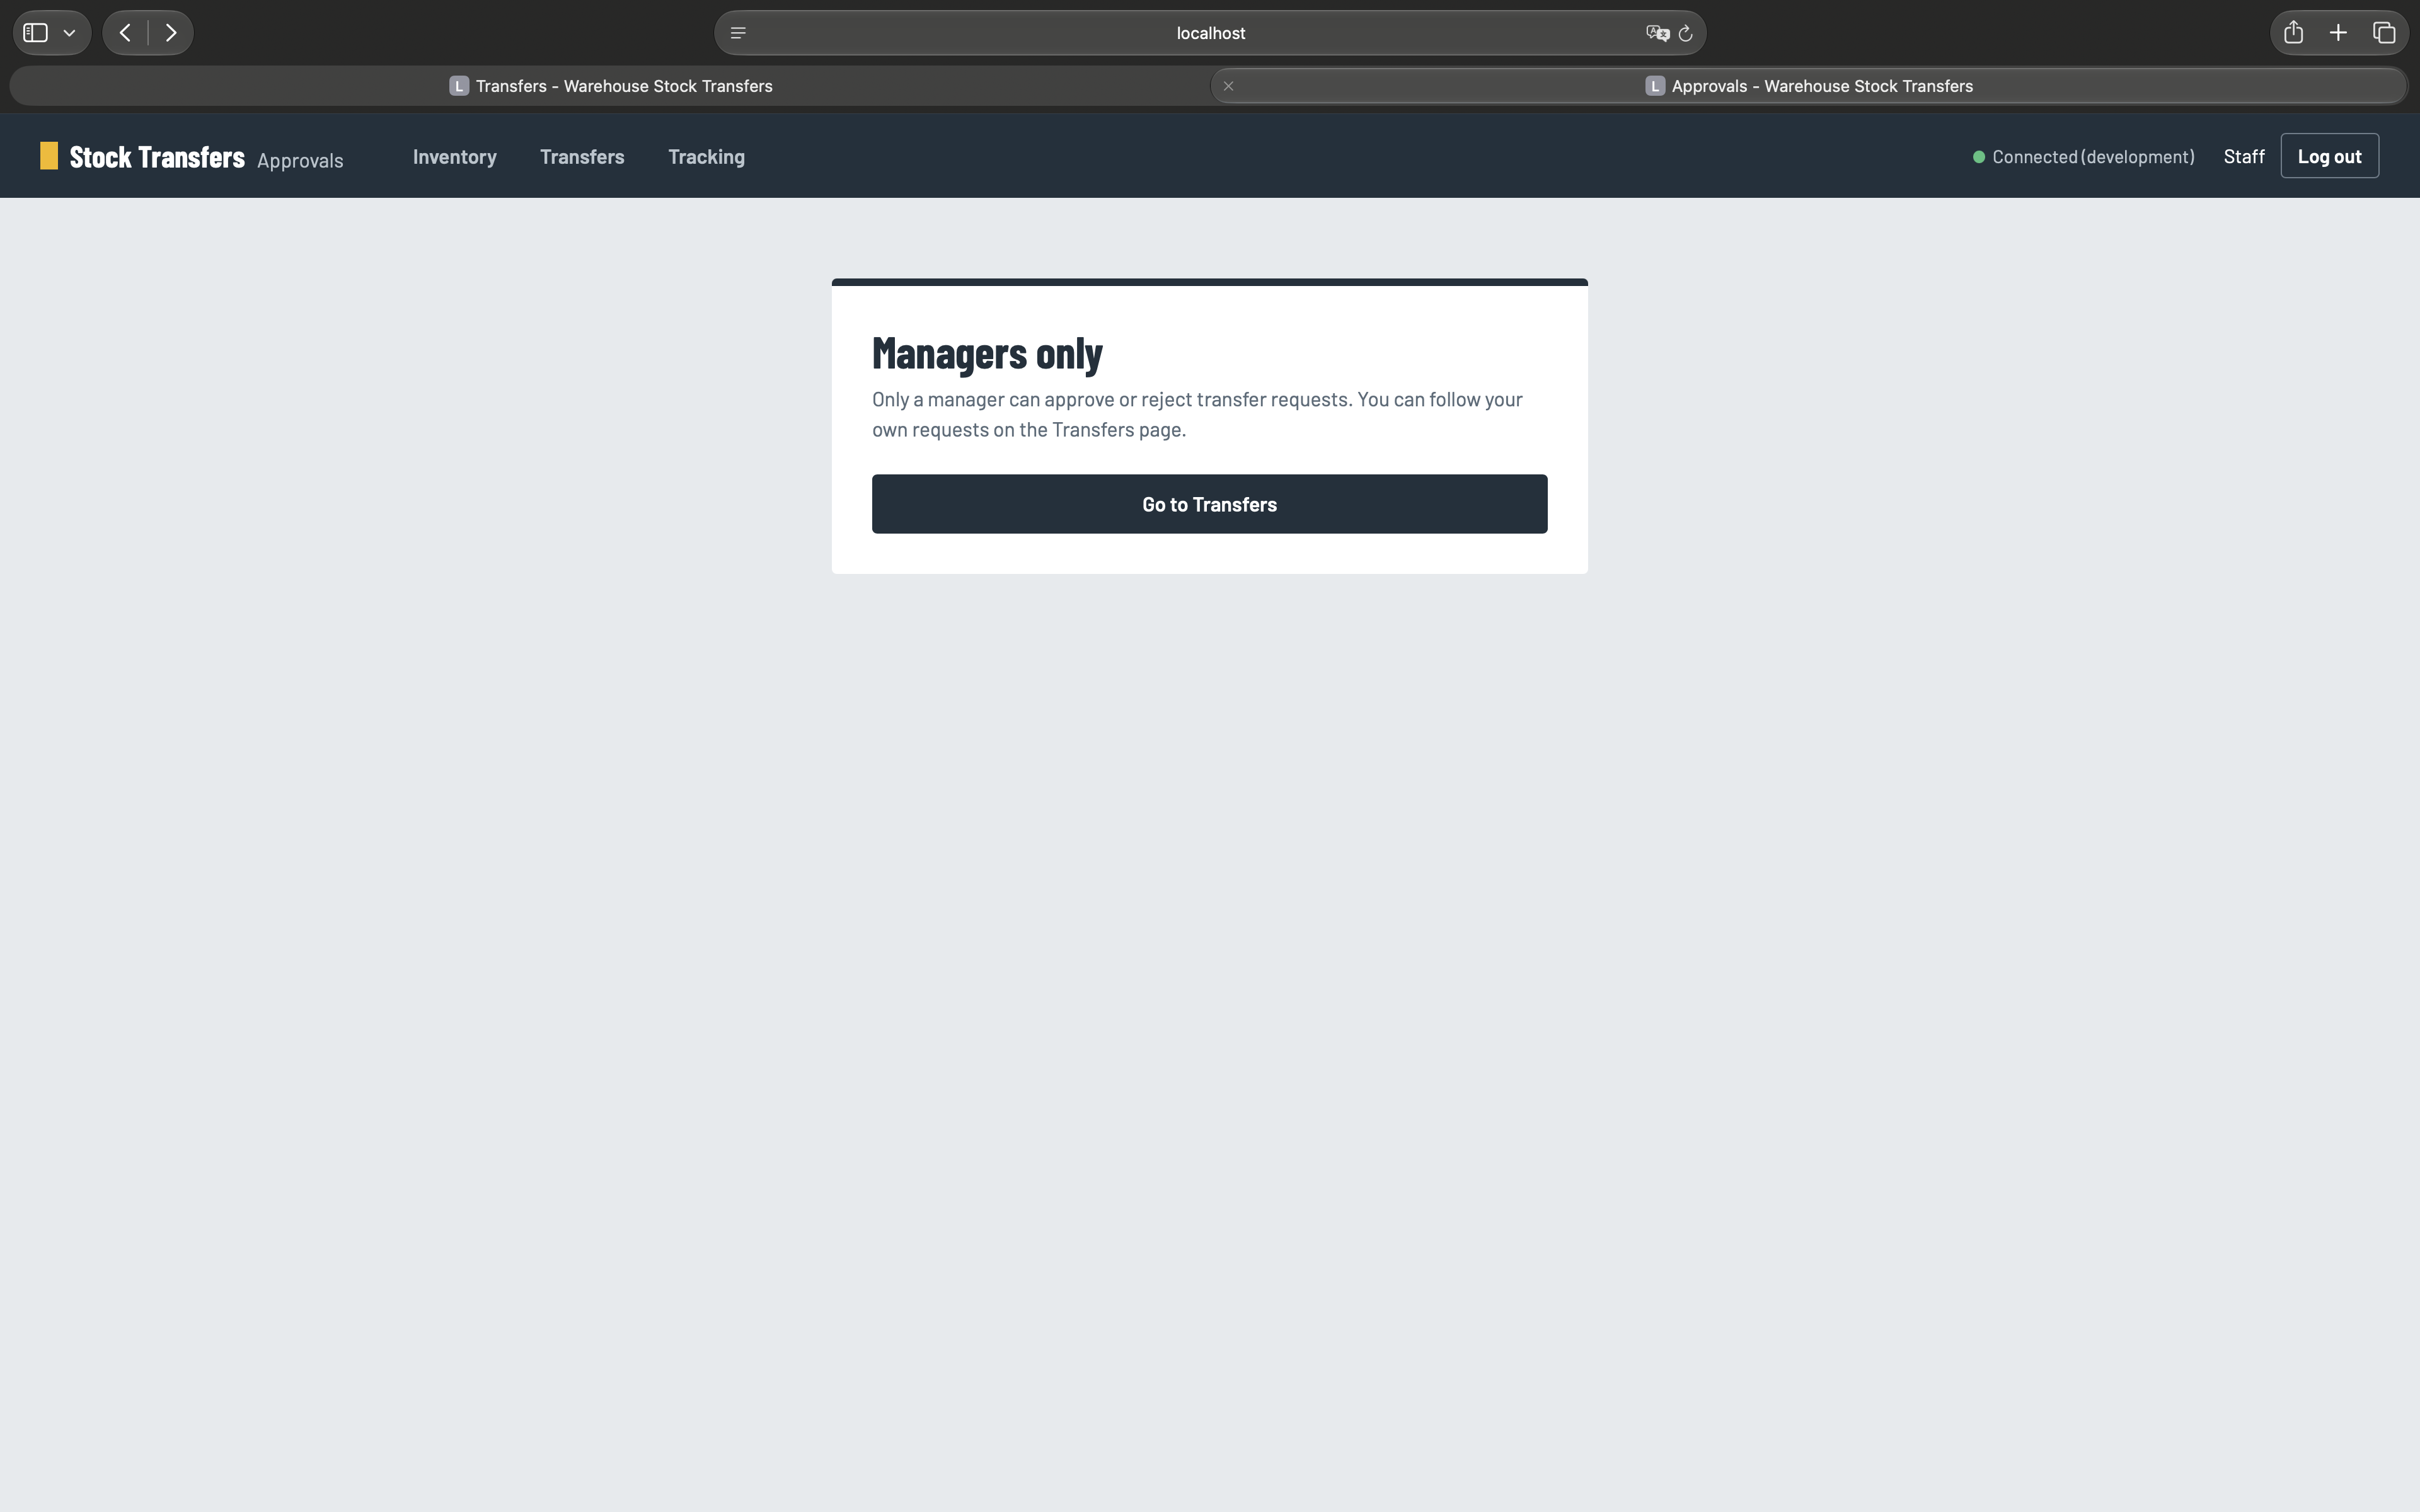 localhost
L Transfers - Warehouse Stock Transfers
L Approvals - Warehouse Stock Transfers
Stock Transfers Approvals Inventory Transfers Tracking Connected (development) Staff Log out
Managers only
Only a manager can approve or reject transfer requests. You can follow your
own requests on the Transfers page.
Go to Transfers